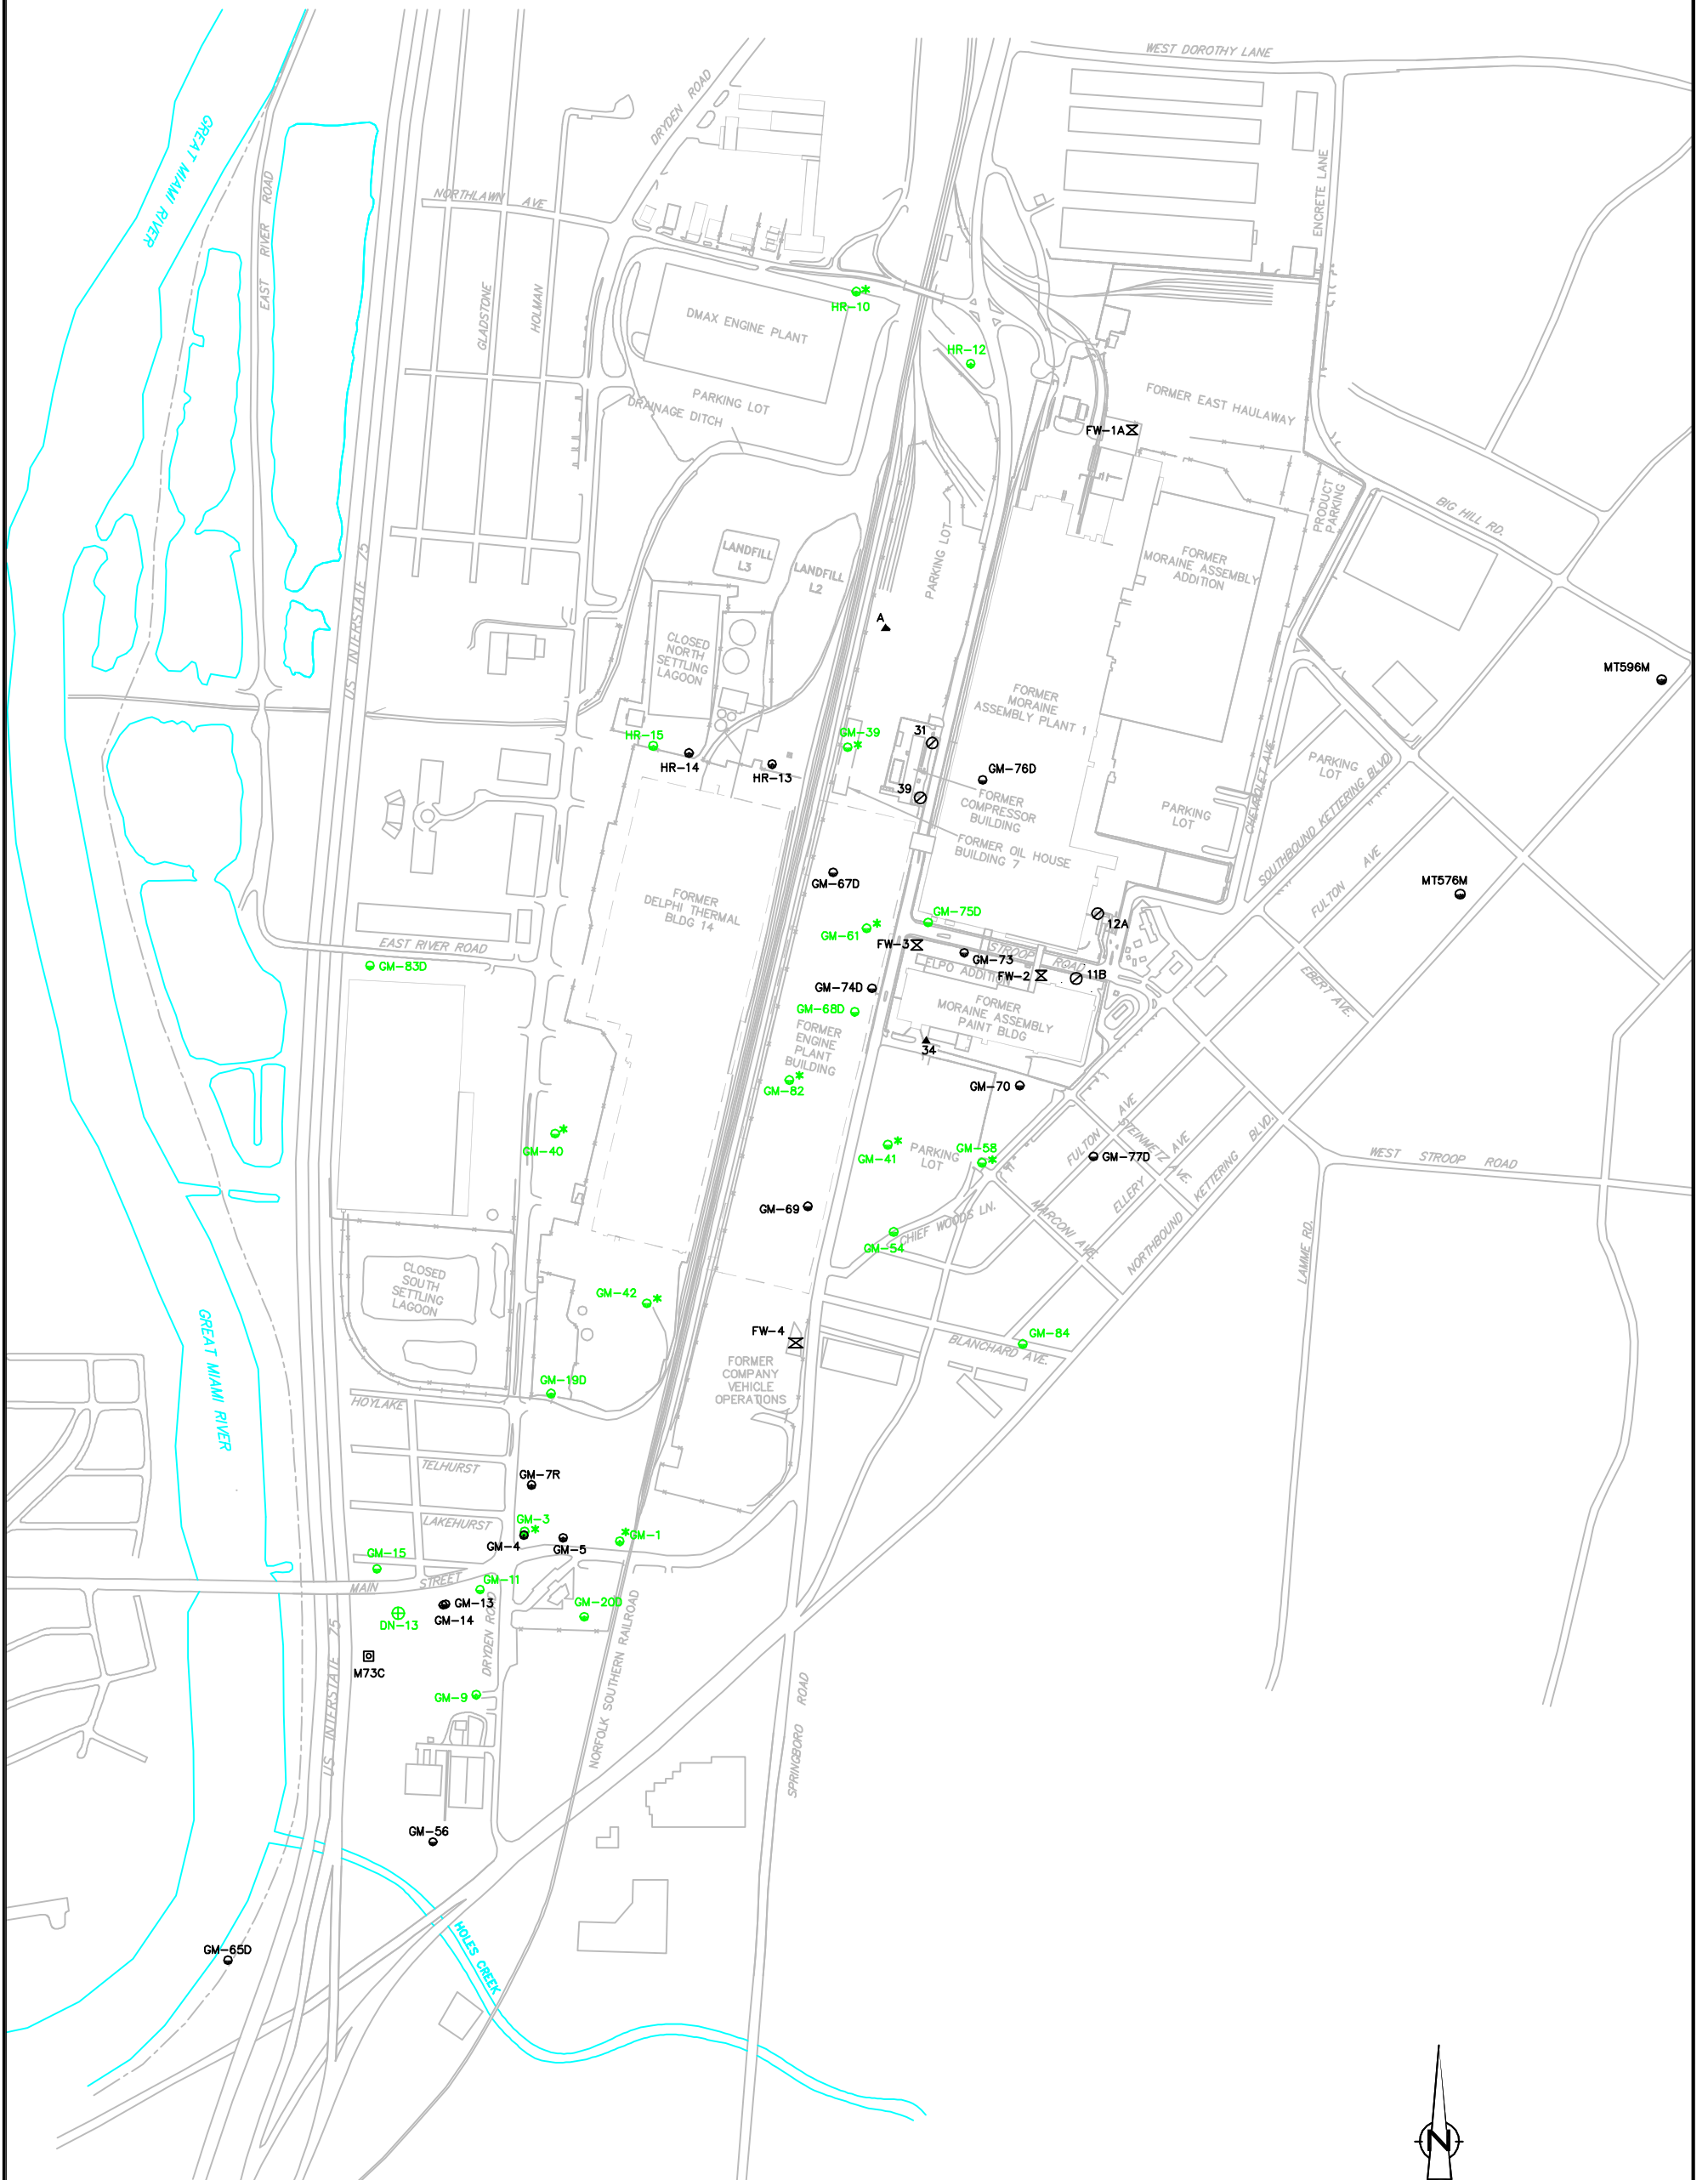 WEST DOROTHY LANE
DRYDEN ROAD
GREAT MIAMI RIVER
EAST RIVER ROAD
NORTHLAWN AVE
ENCRETE LANE
GLADSTONE
HOLMAN
HR-10
DMAX ENGINE PLANT
HR-12
PARKING LOT
DRAINAGE DITCH
FORMER EAST HAULAWAY
FW-1A
PRODUCT
PARKING
BIG HILL RD.
LANDFILL
L3
LANDFILL
L2
PARKING LOT
FORMER
MORAINE ASSEMBLY
ADDITION
US INTERSTATE 75
A
CLOSED
NORTH
SETTLING
LAGOON
MT596M
FORMER
MORAINE
ASSEMBLY PLANT 1
HR-15
HR-14
HR-13
GM-39
31
GM-76D
39
FORMER
COMPRESSOR
BUILDING
FORMER OIL HOUSE
BUILDING 7
PARKING
LOT
PARKING
LOT
CHEVROLET AVE.
SOUTHBOUND KETTERING BLVD
FULTON AVE
MT576M
GM-67D
FORMER
DELPHI THERMAL
BLDG 14
GM-75D
12A
GM-61
FW-3
STROOP ROAD
GM-73
EAST RIVER ROAD
GM-83D
ELPO ADDITION
FW-2
11B
EBERT AVE.
GM-74D
GM-68D
FORMER
MORAINE ASSEMBLY
PAINT BLDG
FORMER
ENGINE
PLANT
BUILDING
34
GM-82
GM-70
GM-40
GM-41
PARKING
LOT
GM-58
FULTON AVE
STEINMETZ AVE.
ELLERY AVE
GM-77D
WEST STROOP ROAD
GM-69
CHIEF WOODS LN.
GM-54
MARCONI AVE.
NORTHBOUND KETTERING BLVD.
LAMME RD.
CLOSED
SOUTH
SETTLING
LAGOON
GM-42
FW-4
GM-84
BLANCHARD AVE.
GREAT MIAMI RIVER
FORMER
COMPANY
VEHICLE
OPERATIONS
GM-19D
HOYLAKE
TELHURST
GM-7R
LAKEHURST
GM-3
GM-4
GM-5
GM-1
GM-15
MAIN STREET
GM-11
GM-13
GM-14
GM-20D
DN-13
DRYDEN ROAD
M73C
GM-9
US INTERSTATE 75
NORFOLK SOUTHERN RAILROAD
SPRINGBORO ROAD
GM-56
HOLES CREEK
GM-65D
N